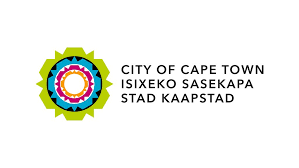 CITY OF CAPE TOWN
ISIXEKO SASEKAPA
STAD KAAPSTAD